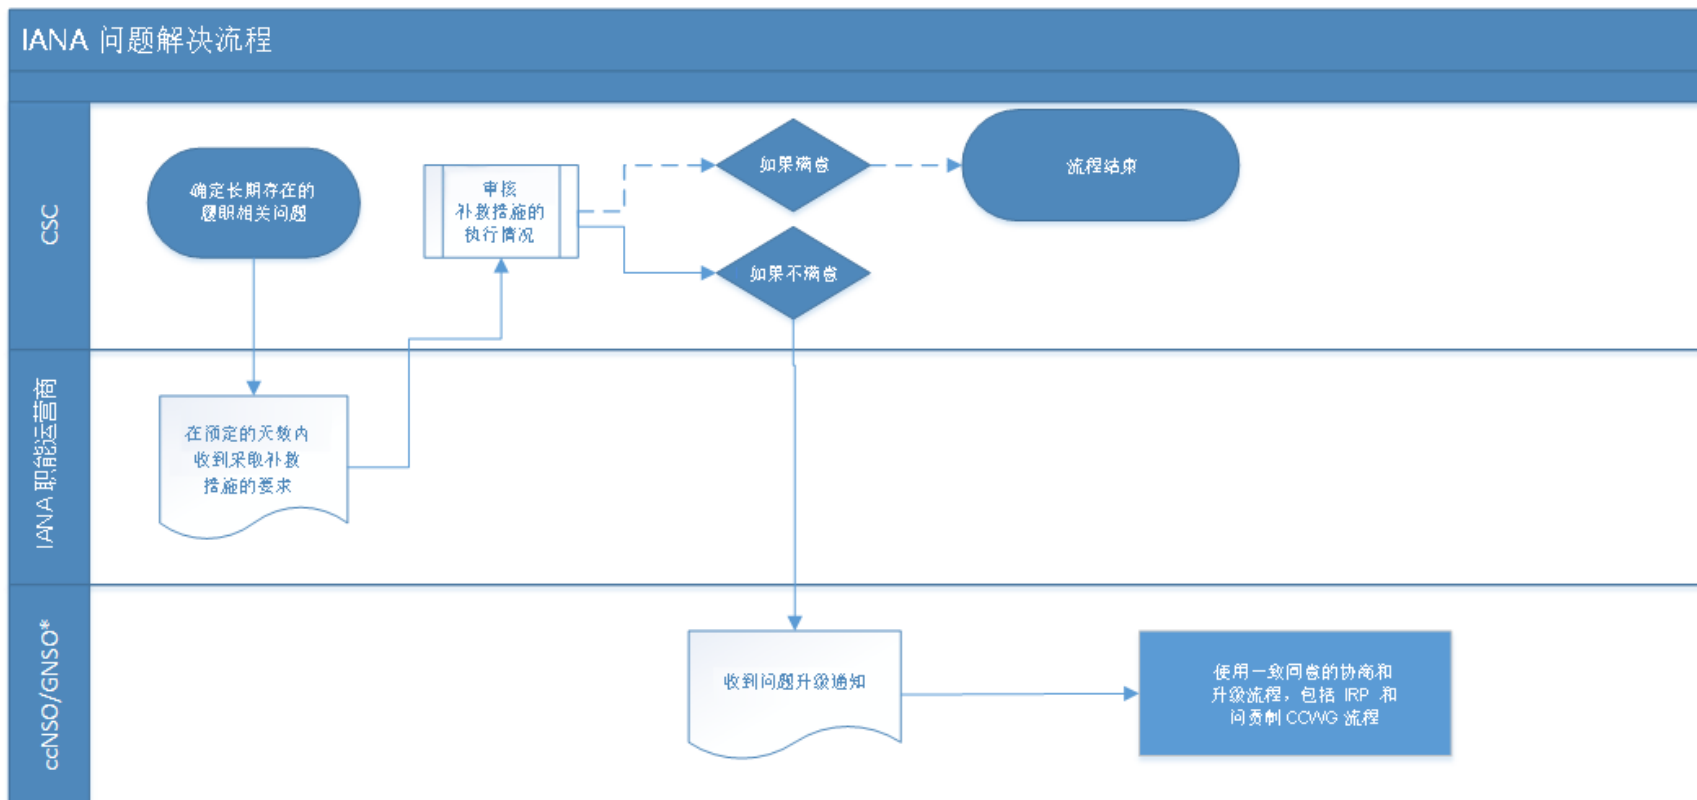 IANA 问题解决流程
CSC
确定长期存在的
履职相关问题
审核
补救措施的
执行情况
如果满意
流程结束
如果不满意
IANA 职能运营商
在预定的天数内
收到采取补救
措施的要求
ccNSO/GNSO*
收到问题升级通知
使用一致同意的协商和
升级流程，包括 IRP 和
问责制 CCWG 流程